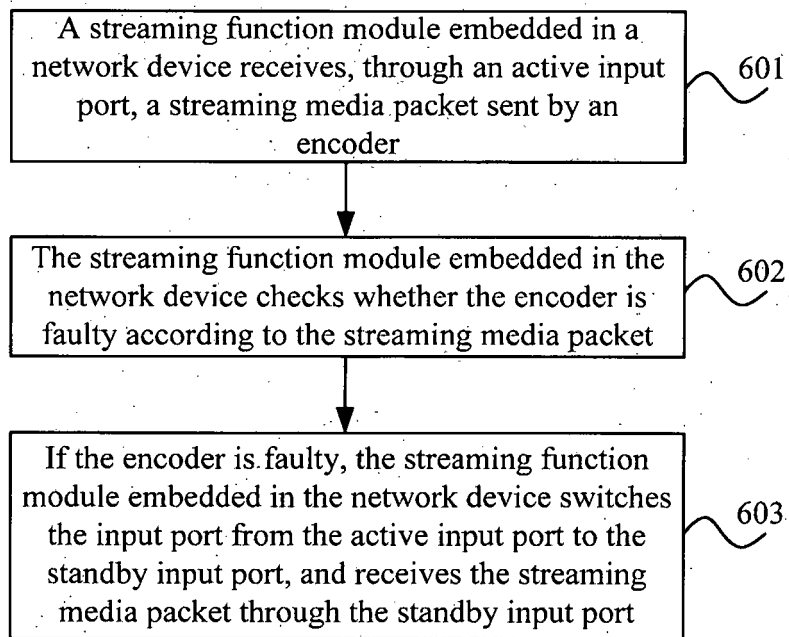 A streaming function module embedded in a
network device receives, through an active input
port, a streaming media packet sent by an
encoder
601
The streaming function module embedded in the
network device checks whether the encoder is
faulty according to the streaming media packet
602
If the encoder is faulty, the streaming function
module embedded in the network device switches
the input port from the active input port to the
standby input port, and receives the streaming
media packet through the standby input port
603